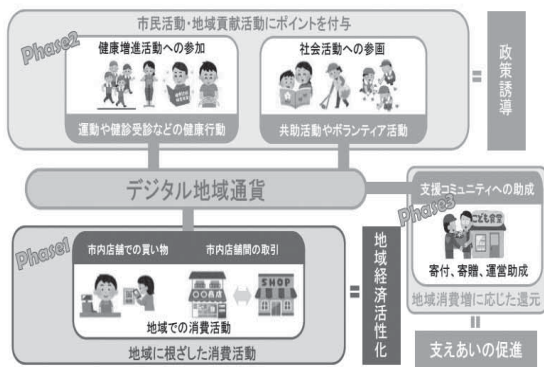 市民活動・地域貢献活動にポイントを付与
Phase2
健康増進活動への参加
運動や健診受診などの健康行動
社会活動への参画
共助活動やボランティア活動
=
政策誘導
デジタル地域通貨
Phase1
市内店舗での買い物
市内店舗間の取引
〇〇商店
SHOP
地域での消費活動
地域に根ざした消費活動
=
地域経済活性化
支援コミュニティへの助成
Phase3
こども食堂
寄付、寄贈、運営助成
地域消費増に応じた還元
=
支えあいの促進